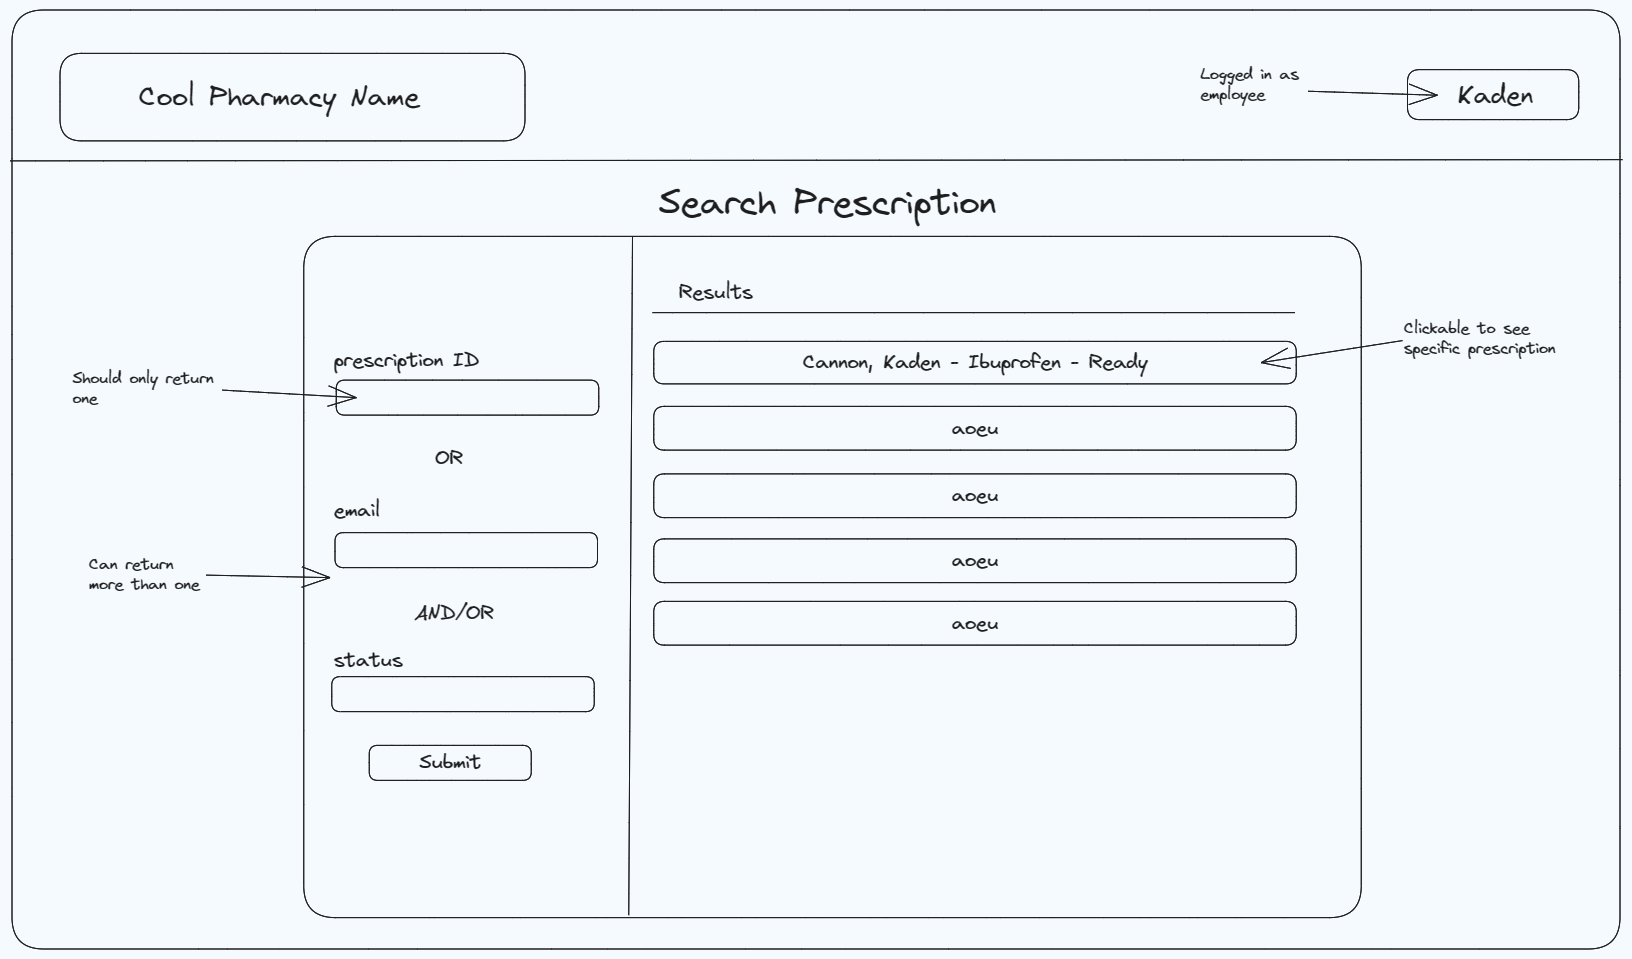 Cool Pharmacy Name
Logged in as
employee
Kaden
Search Prescription
Results
prescription ID
Should only return
one
OR
email
Can return
more than one
AND/OR
status
Submit
Cannon, Kaden - Ibuprofen - Ready
aoeu
aoeu
aoeu
aoeu
Clickable to see
specific prescription